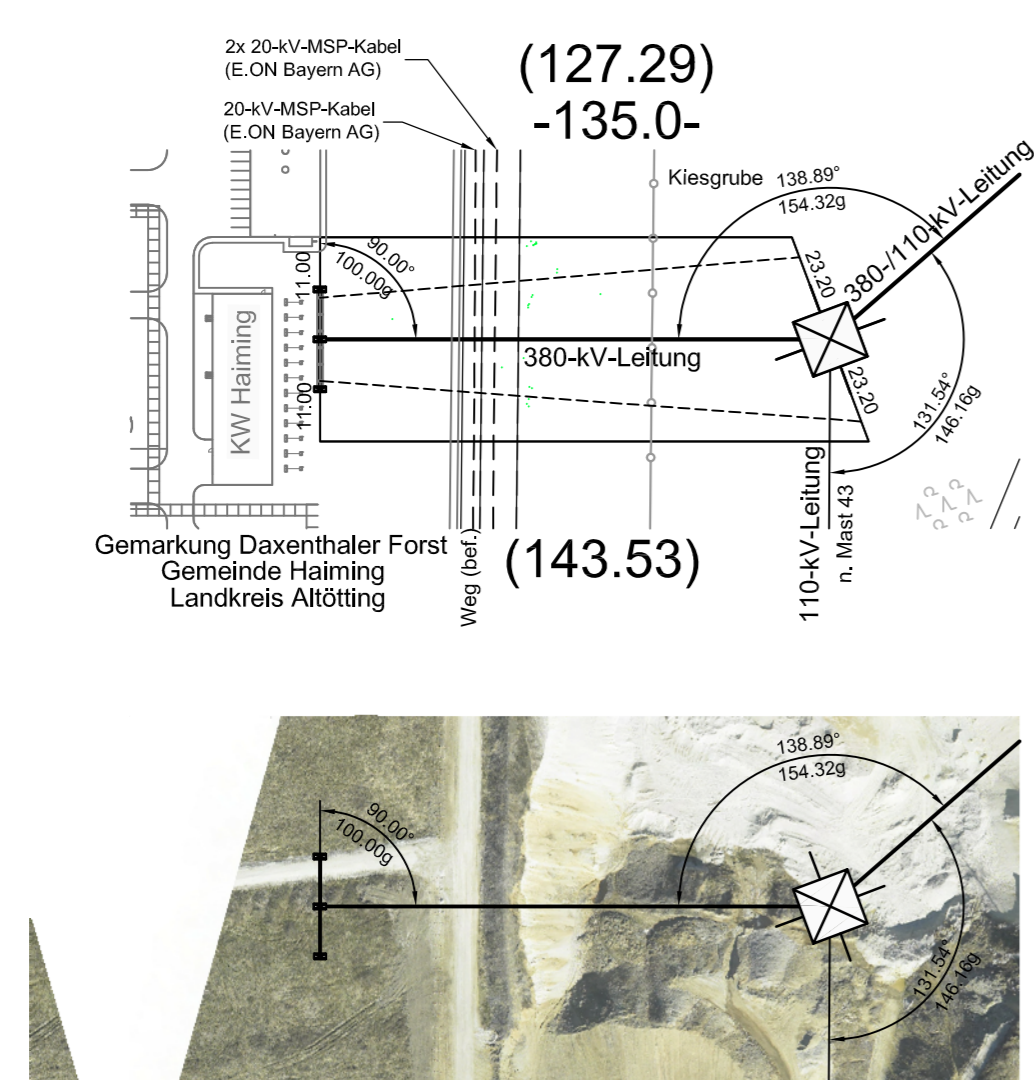 2x 20-kV-MSP-Kabel
(E.ON Bayern AG)
20-kV-MSP-Kabel
(E.ON Bayern AG)
(127.29)
-135.0-
Kiesgrube
138.89°
154.32g
380-/110-kV-Leitung
90.00°
100.00g
11.00
11.00
KW Haiming
380-kV-Leitung
23.20
23.20
131.54°
146.16g
110-kV-Leitung
n. Mast 43
Gemarkung Daxenthaler Forst
Gemeinde Haiming
Landkreis Altötting
Weg (bef.)
(143.53)
138.89°
154.32g
90.00°
100.00g
131.54°
146.16g